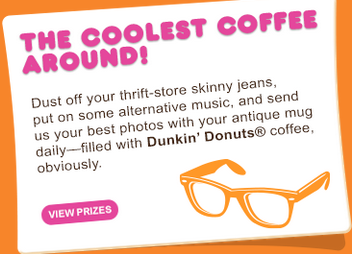 THE COOLEST COFFEE
AROUND!
Dust off your thrift-store skinny jeans,
put on some alternative music, and send
us your best photos with your antique mug
daily—filled with Dunkin' Donuts® coffee,
obviously.
VIEW PRIZES